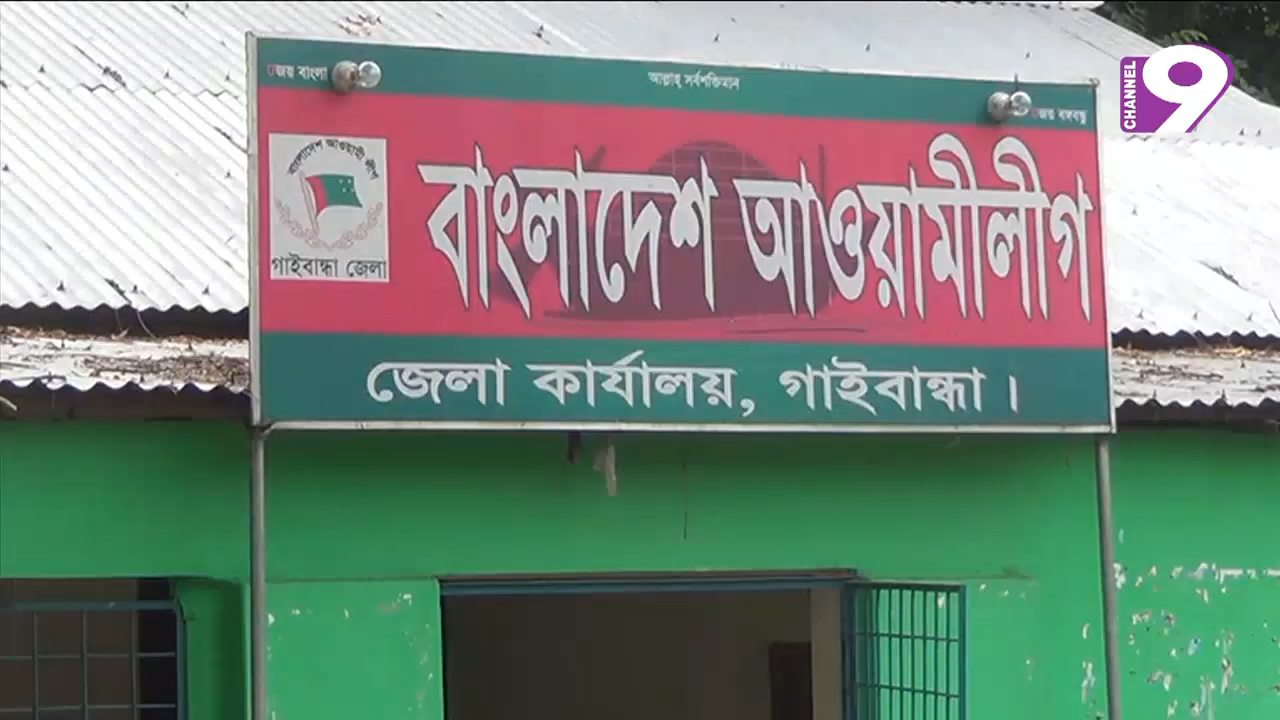 জয় বাংলা
আল্লাহ্ সর্বশক্তিমান
জয় বঙ্গবন্ধু
বাংলাদেশ আওয়ামী লীগ
গাইবান্ধা জেলা
বাংলাদেশ আওয়ামীলীগ
জেলা কার্যালয়, গাইবান্ধা ।
CHANNEL 9